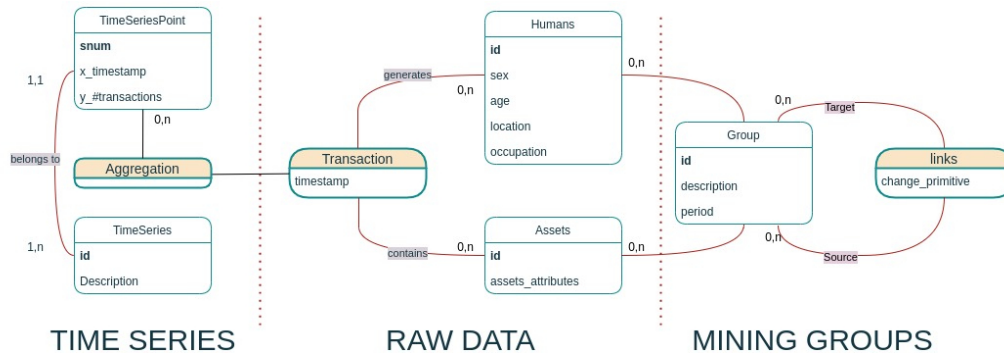 TimeSeriesPoint
snum
x_timestamp
y_#transactions
1,1
0,n
belongs to
Aggregation
1,n
TimeSeries
id
Description
TIME SERIES
generates
0,n
Humans
id
sex
age
location
occupation
0,n
Transaction
timestamp
contains
0,n
Assets
id
assets_attributes
0,n
RAW DATA
Group
id
description
period
0,n
Target
links
change_primitive
0,n
Source
MINING GROUPS